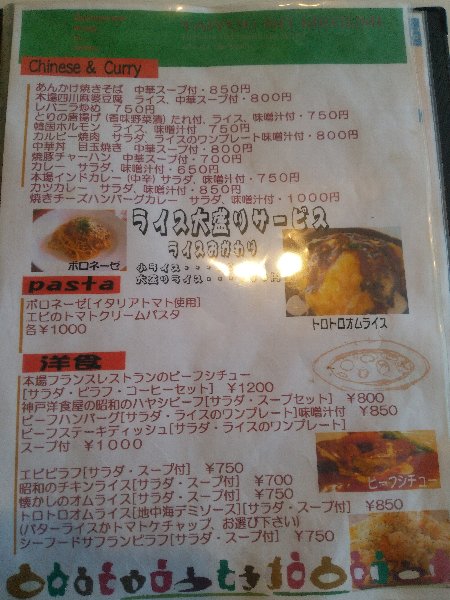 Chinese & Curry
あんかけ焼きそば 中華スープ付・850円
本場四川麻婆豆腐 ライス、中華スープ付・800円
レバニラ炒め 750円
とりの唐揚げ(香味野菜漬)たれ付、ライス、味噌汁付・750円
韓国ホルモン ライス、味噌汁付 750円
カルビー焼肉 サラダ、ライスのワンプレート味噌汁付・800円
中華丼 目玉焼き 中華スープ付・800円
焼豚チャーハン 中華スープ付・700円
カレー サラダ、味噌汁付・650円
本場インドカレー(中辛)サラダ,味噌汁付・750円
カツカレー サラダ、味噌汁付・850円
焼きチーズハンバーグカレー サラダ、味噌汁付・1000円
ライス大盛りサービス
ライスおかわり
小ライス・・・
大盛りライス・・・
ボロネーゼ
トロトロオムライス
pasta
ボロネーゼ[イタリアトマト使用]
エビのトマトクリームパスタ
各¥1000
洋食
本場フランスレストランのビーフシチュー
[サラダ・ピラフ・コーヒーセット] ¥1200
神戸洋食屋の昭和のハヤシビーフ[サラダ・スープセット] ¥800
ビーフハンバーグ[サラダ・ライスのワンプレート]味噌汁付 ¥850
ビーフステーキディッシュ[サラダ・ライスのワンプレート]
スープ付 ¥1000
ビーフシチュー
エビピラフ[サラダ・スープ付] ¥750
昭和のチキンライス[サラダ・スープ付] ¥700
懐かしのオムライス[サラダ・スープ付] ¥750
トロトロオムライス[地中海デミソース][サラダ・スープ付] ¥850
(バターライスかトマトケチャップ、お選び下さい)
シーフードサフランピラフ[サラダ・スープ付] ¥750